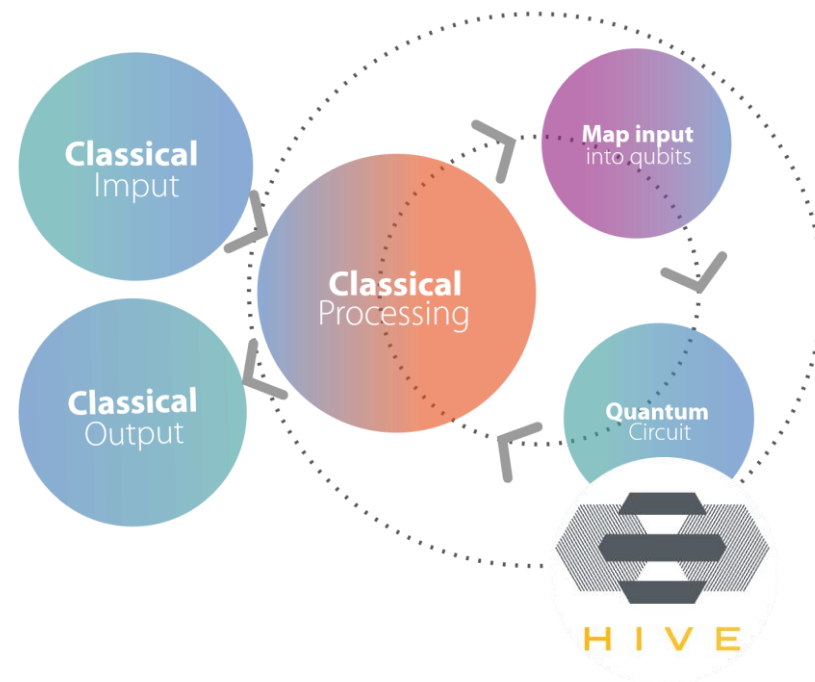 Classical
Imput
Map input
into qubits
Classical
Processing
Classical
Output
Quantum
Circuit
HIVE